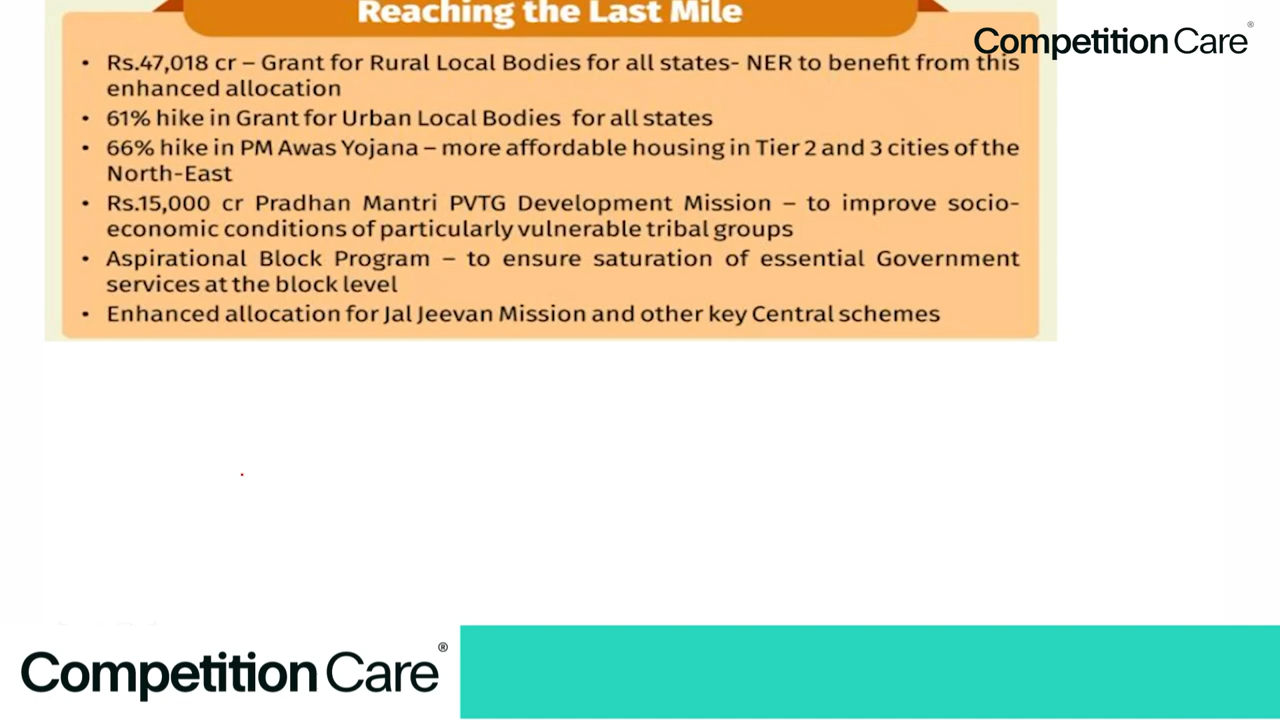 Reaching the Last Mile
Competition Care®
• Rs.47,018 cr – Grant for Rural Local Bodies for all states- NER to benefit from this
enhanced allocation
• 61% hike in Grant for Urban Local Bodies for all states
• 66% hike in PM Awas Yojana – more affordable housing in Tier 2 and 3 cities of the
North-East
• Rs.15,000 cr Pradhan Mantri PVTG Development Mission – to improve socio-
economic conditions of particularly vulnerable tribal groups
• Aspirational Block Program – to ensure saturation of essential Government
services at the block level
• Enhanced allocation for Jal Jeevan Mission and other key Central schemes
Competition Care®